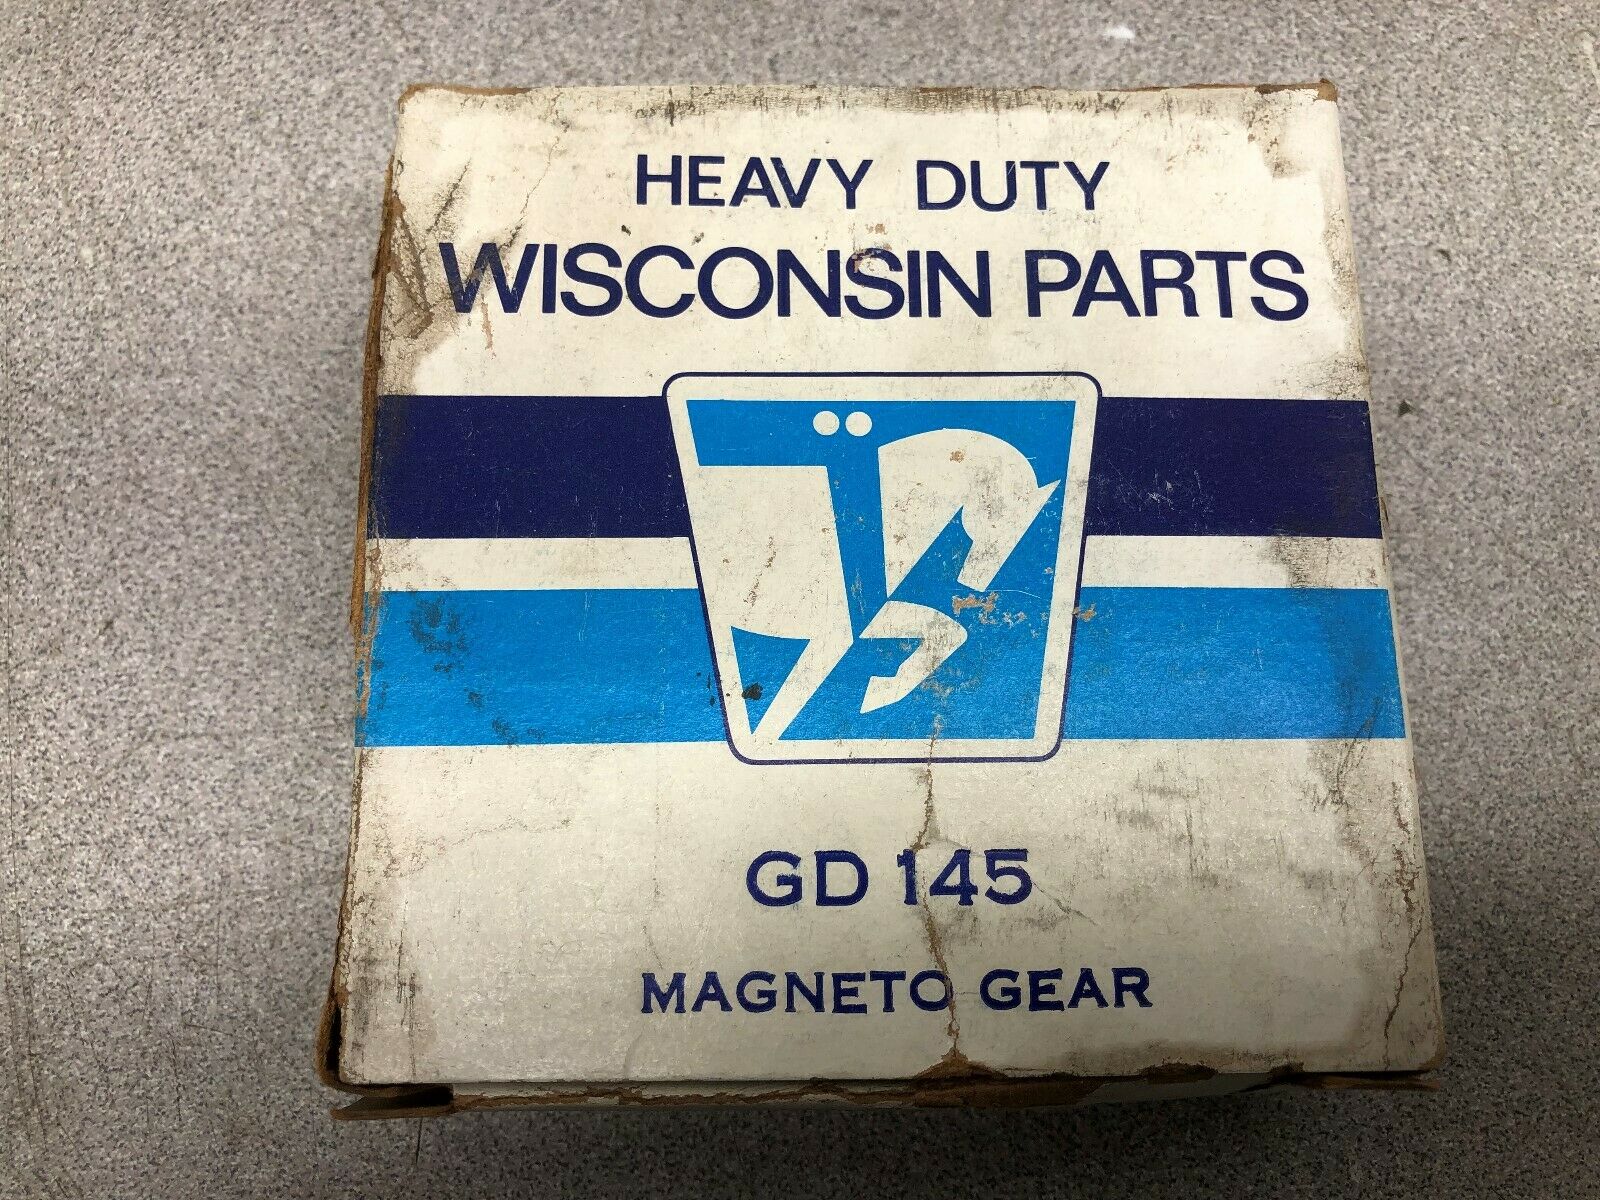 HEAVY DUTY
WISCONSIN PARTS
GD 145
MAGNETO GEAR